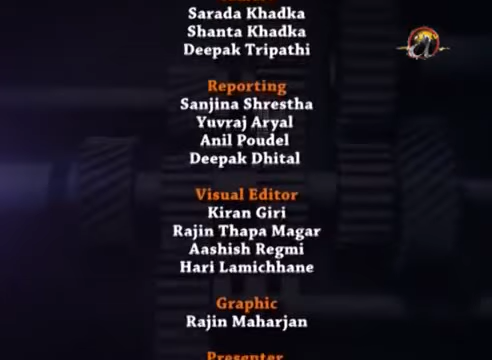 Sarada Khadka
Shanta Khadka
Deepak Tripathi
Reporting
Sanjina Shrestha
Yuvraj Aryal
Anil Poudel
Deepak Dhital
Visual Editor
Kiran Giri
Rajin Thapa Magar
Aashish Regmi
Hari Lamichhane
Graphic
Rajin Maharjan
Presenter